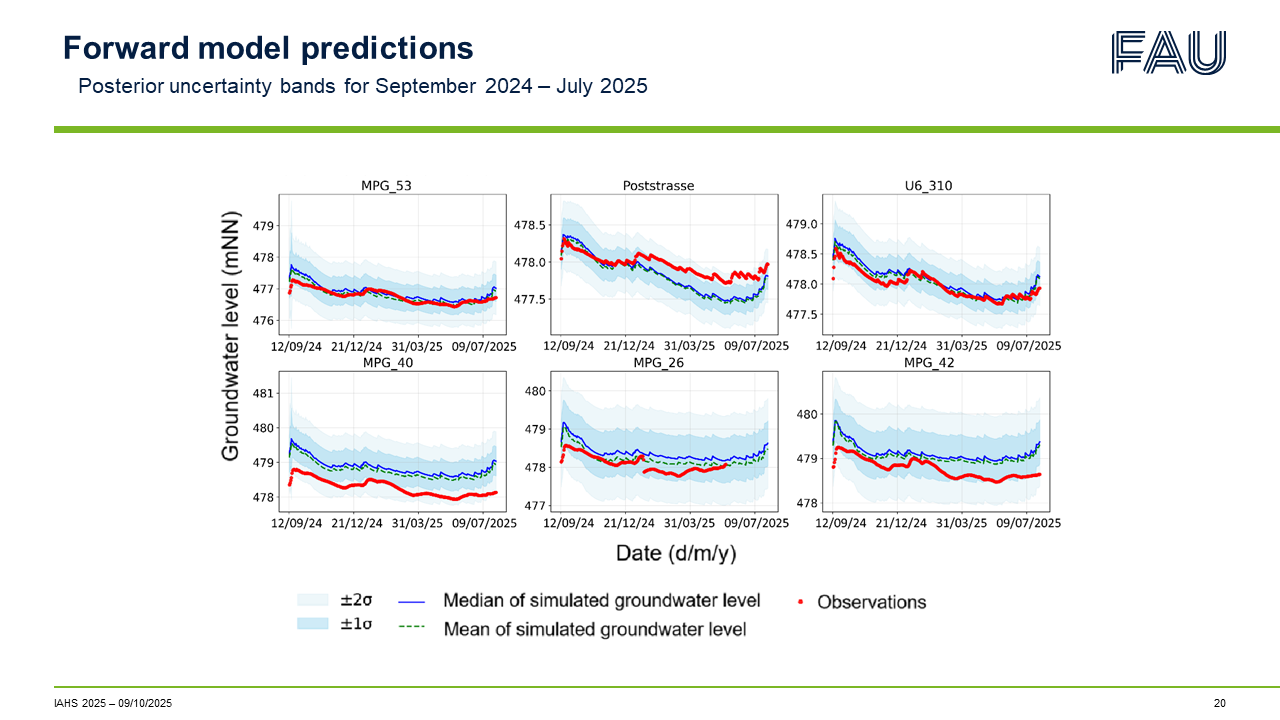 Forward model predictions
FAU
Posterior uncertainty bands for September 2024 – July 2025
Groundwater level (mNN)
MPG_53
479
478
477
476
12/09/24 21/12/24 31/03/25 09/07/2025
Poststrasse
478.5
478.0
477.5
12/09/24 21/12/24 31/03/25 09/07/2025
U6_310
479.0
478.5
478.0
477.5
12/09/24 21/12/24 31/03/25 09/07/2025
MPG_40
481
480
479
478
12/09/24 21/12/24 31/03/25 09/07/2025
MPG_26
480
479
478
477
12/09/24 21/12/24 31/03/25 09/07/2025
MPG_42
480
479
478
12/09/24 21/12/24 31/03/25 09/07/2025
Date (d/m/y)
±2σ Median of simulated groundwater level Observations
±1σ Mean of simulated groundwater level
IAHS 2025 – 09/10/2025 20